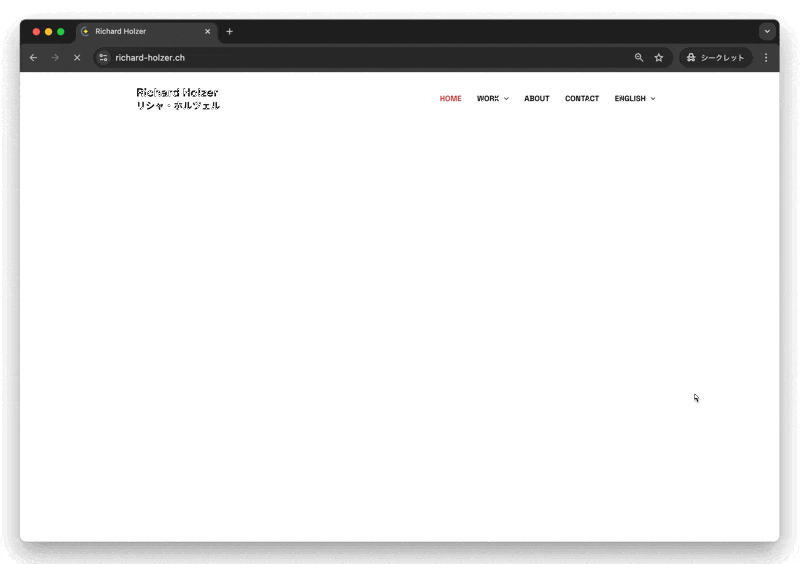 Richard Holzer
richard-holzer.ch
シークレット
Richard Holzer
リシャ・ホルツェル
HOME WORK ABOUT CONTACT ENGLISH